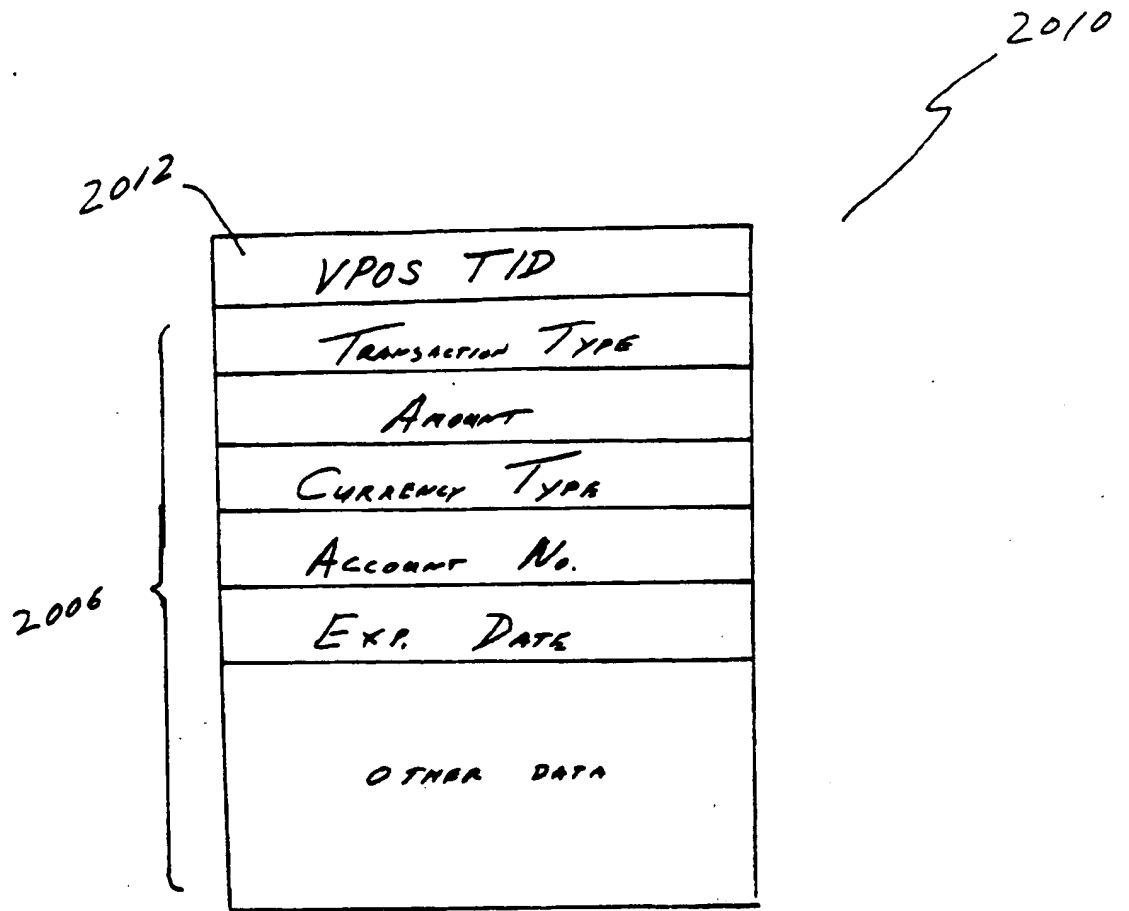 2010
2012
VPOS TID
TRANSACTION TYPE
AMOUNT
CURRENCY TYPE
ACCOUNT NO.
EXP. DATE
2006
OTHER DATA